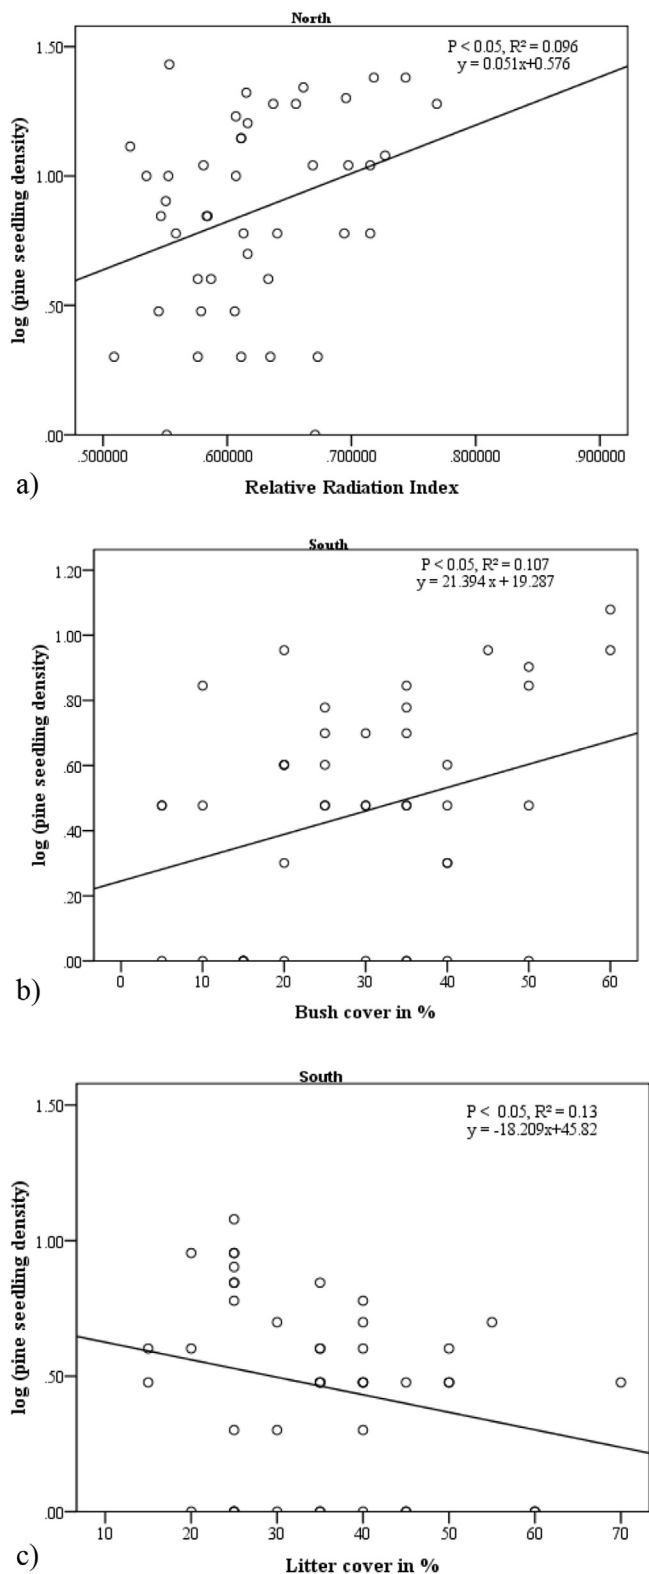 North
P < 0.05, R² = 0.096
y = 0.051x+0.576
1.50
1.00
.50
.00
log (pine seedling density)
.500000 .600000 .700000 .800000 .900000
Relative Radiation Index
a)
South
P < 0.05, R² = 0.107
y = 21.394 x + 19.287
1.20
1.00
.80
.60
.40
.20
.00
log (pine seedling density)
0 10 20 30 40 50 60
Bush cover in %
b)
South
P < 0.05, R² = 0.13
y = -18.209x+45.82
1.50
1.00
.50
.00
log (pine seedling density)
10 20 30 40 50 60 70
Litter cover in %
c)